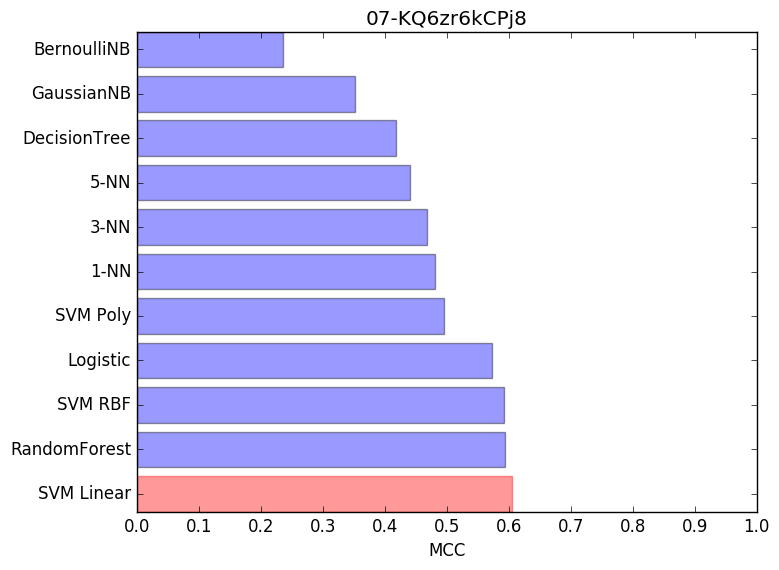 07-KQ6zr6kCPj8
BernoulliNB
GaussianNB
DecisionTree
5-NN
3-NN
1-NN
SVM Poly
Logistic
SVM RBF
RandomForest
SVM Linear
0.0 0.1 0.2 0.3 0.4 0.5 0.6 0.7 0.8 0.9 1.0
MCC